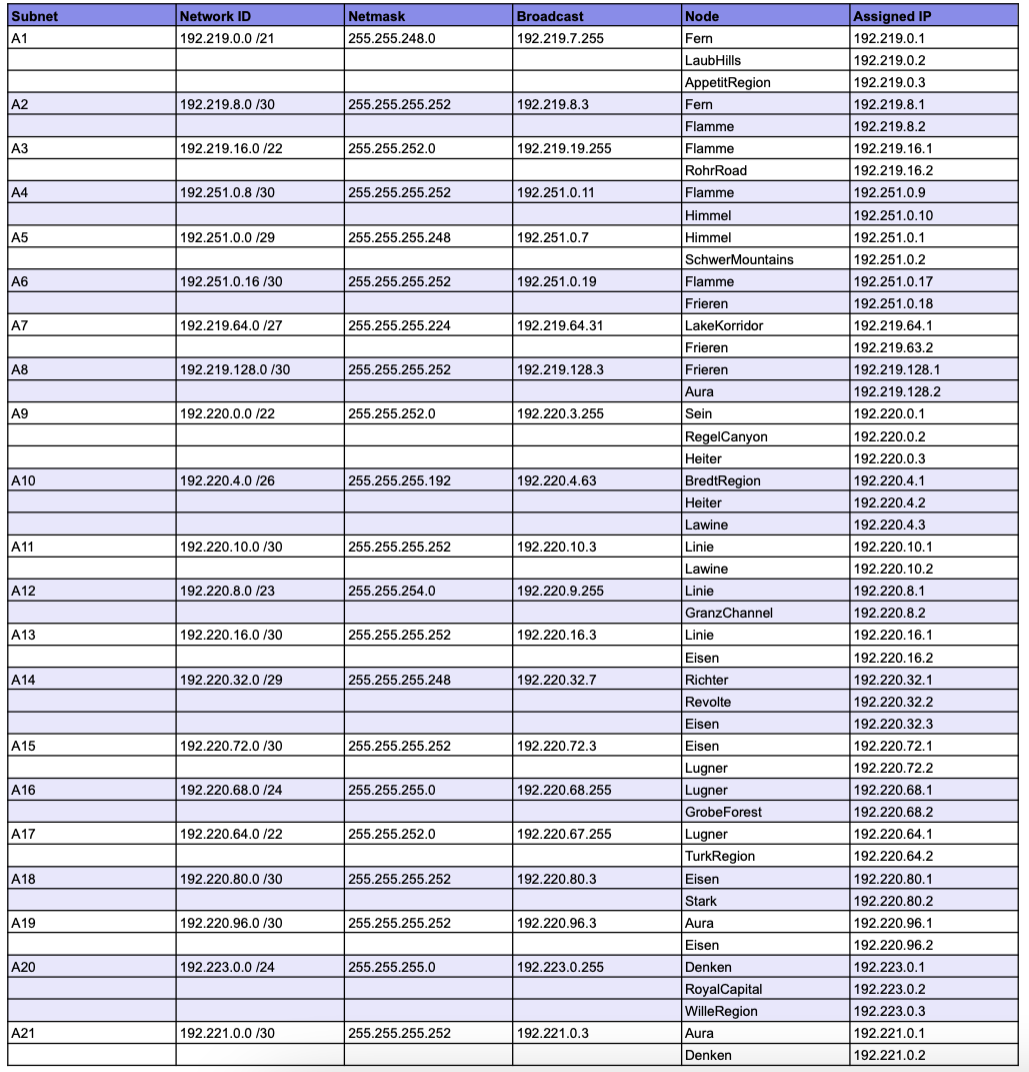 Subnet Network ID Netmask Broadcast Node Assigned IP
A1 192.219.0.0 /21 255.255.248.0 192.219.7.255 Fern 192.219.0.1
LaubHills 192.219.0.2
AppetitRegion 192.219.0.3
A2 192.219.8.0 /30 255.255.255.252 192.219.8.3 Fern 192.219.8.1
Flamme 192.219.8.2
A3 192.219.16.0 /22 255.255.252.0 192.219.19.255 Flamme 192.219.16.1
RohrRoad 192.219.16.2
A4 192.251.0.8 /30 255.255.255.252 192.251.0.11 Flamme 192.251.0.9
Himmel 192.251.0.10
A5 192.251.0.0 /29 255.255.255.248 192.251.0.7 Himmel 192.251.0.1
SchwerMountains 192.251.0.2
A6 192.251.0.16 /30 255.255.255.252 192.251.0.19 Flamme 192.251.0.17
Frieren 192.251.0.18
A7 192.219.64.0 /27 255.255.255.224 192.219.64.31 LakeKorridor 192.219.64.1
Frieren 192.219.63.2
A8 192.219.128.0 /30 255.255.255.252 192.219.128.3 Frieren 192.219.128.1
Aura 192.219.128.2
A9 192.220.0.0 /22 255.255.252.0 192.220.3.255 Sein 192.220.0.1
RegelCanyon 192.220.0.2
Heiter 192.220.0.3
A10 192.220.4.0 /26 255.255.255.192 192.220.4.63 BredtRegion 192.220.4.1
Heiter 192.220.4.2
Lawine 192.220.4.3
A11 192.220.10.0 /30 255.255.255.252 192.220.10.3 Linie 192.220.10.1
Lawine 192.220.10.2
A12 192.220.8.0 /23 255.255.254.0 192.220.9.255 Linie 192.220.8.1
GranzChannel 192.220.8.2
A13 192.220.16.0 /30 255.255.255.252 192.220.16.3 Linie 192.220.16.1
Eisen 192.220.16.2
A14 192.220.32.0 /29 255.255.255.248 192.220.32.7 Richter 192.220.32.1
Revolte 192.220.32.2
Eisen 192.220.32.3
A15 192.220.72.0 /30 255.255.255.252 192.220.72.3 Eisen 192.220.72.1
Lugner 192.220.72.2
A16 192.220.68.0 /24 255.255.255.0 192.220.68.255 Lugner 192.220.68.1
GrobeForest 192.220.68.2
A17 192.220.64.0 /22 255.255.252.0 192.220.67.255 Lugner 192.220.64.1
TurkRegion 192.220.64.2
A18 192.220.80.0 /30 255.255.255.252 192.220.80.3 Eisen 192.220.80.1
Stark 192.220.80.2
A19 192.220.96.0 /30 255.255.255.252 192.220.96.3 Aura 192.220.96.1
Eisen 192.220.96.2
A20 192.223.0.0 /24 255.255.255.0 192.223.0.255 Denken 192.223.0.1
RoyalCapital 192.223.0.2
WilleRegion 192.223.0.3
A21 192.221.0.0 /30 255.255.255.252 192.221.0.3 Aura 192.221.0.1
Denken 192.221.0.2